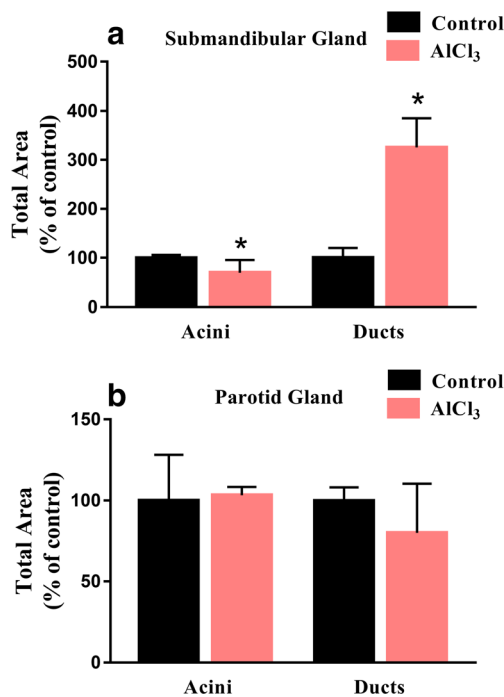 a
Submandibular Gland
Control
AlCl₃
Total Area
(% of control)
500
400
300
200
100
0
*
*
Acini
Ducts
b
Parotid Gland
Control
AlCl₃
Total Area
(% of control)
150
100
50
0
Acini
Ducts